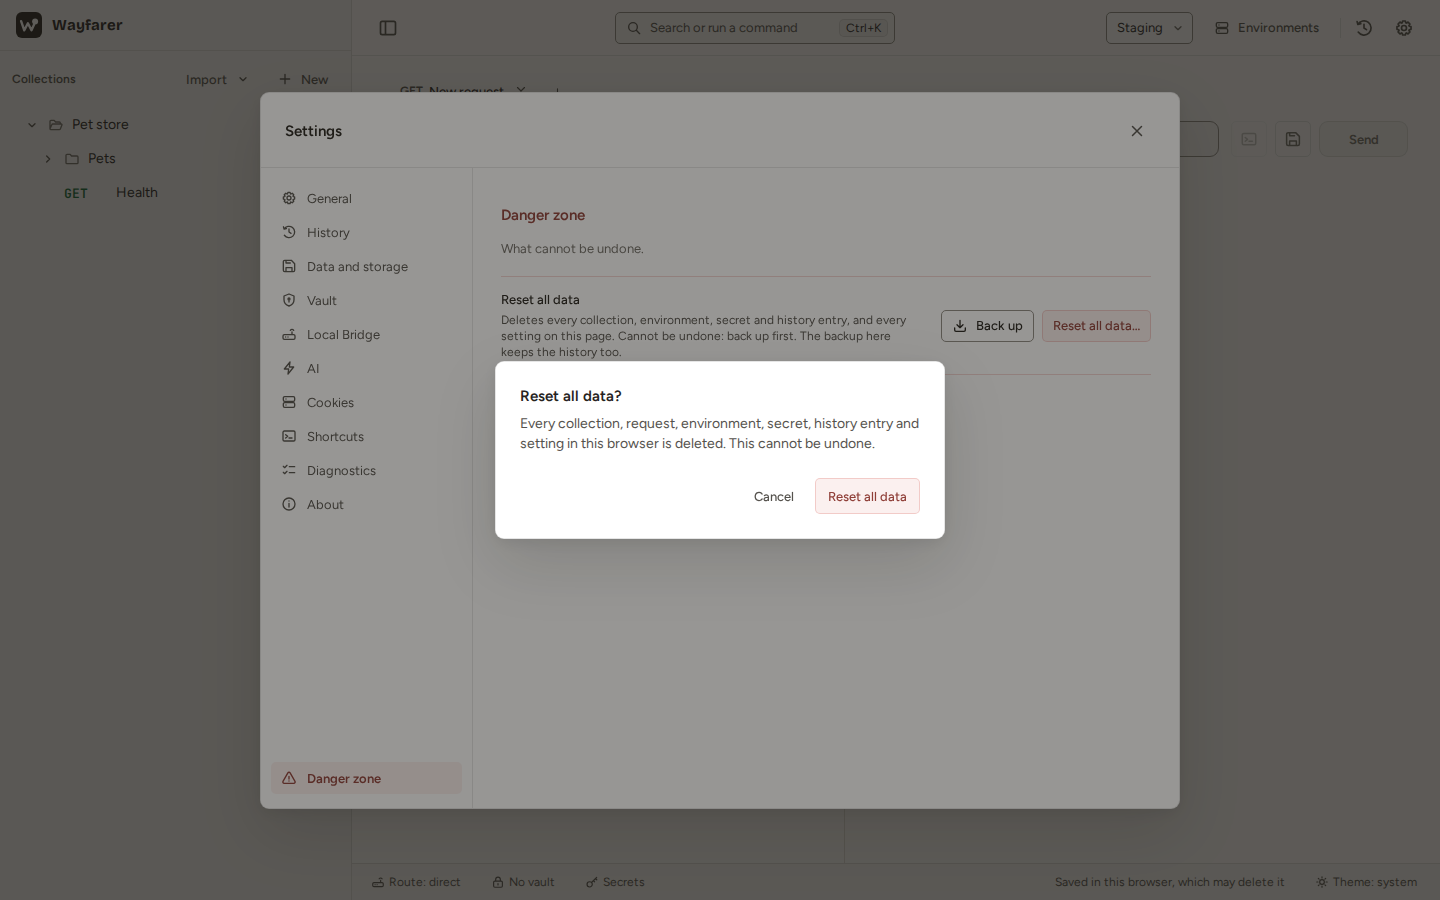 Wayfarer
Search or run a command
Ctrl+K
Staging
Environments
Collections
Import
New
GET New request
Pet store
Pets
GET Health
Send
Settings
General
History
Data and storage
Vault
Local Bridge
AI
Cookies
Shortcuts
Diagnostics
About
Danger zone
Danger zone
What cannot be undone.
Reset all data
Deletes every collection, environment, secret and history entry, and every
setting on this page. Cannot be undone: back up first. The backup here
keeps the history too.
Back up
Reset all data...
Reset all data?
Every collection, request, environment, secret, history entry and
setting in this browser is deleted. This cannot be undone.
Cancel
Reset all data
Route: direct
No vault
Secrets
Saved in this browser, which may delete it
Theme: system